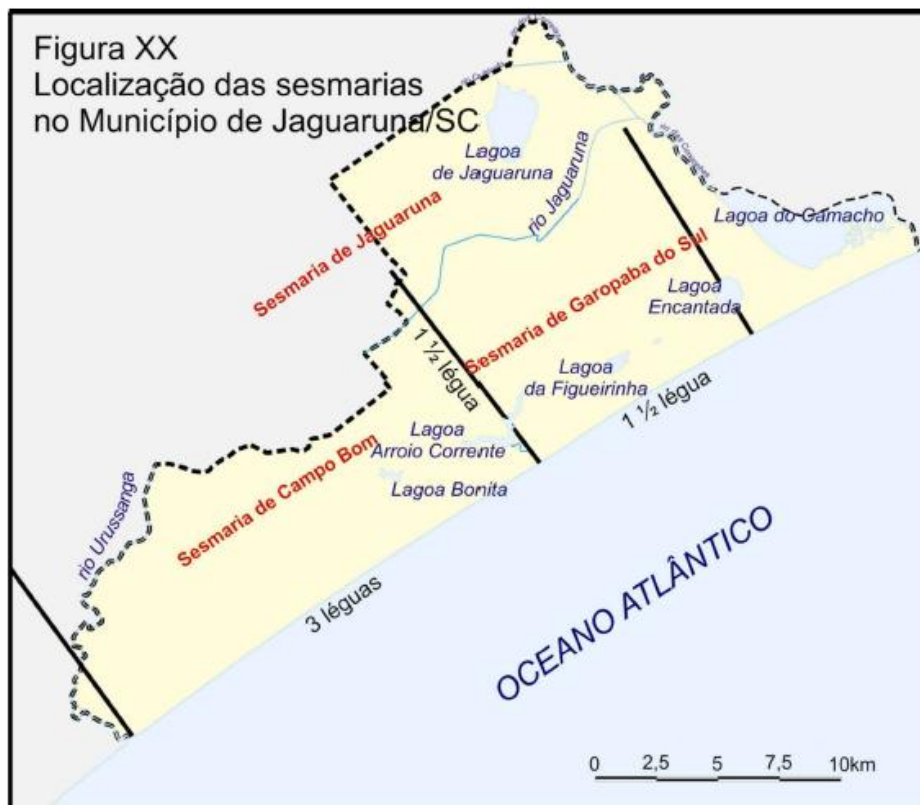 Figura XX
Localização das sesmarias
no Município de Jaguaruna/SC
Lagoa
de Jaguaruna
rio Jaguaruna
Lagoa do Camacho
Sesmaria de Jaguaruna
Sesmaria de Garopaba do Sul
Lagoa
Encantada
1 ½ légua
Lagoa
da Figueirinha
1 ½ légua
Lagoa
Arroio Corrente
Lagoa Bonita
Sesmaria de Campo Bom
rio Urussanga
3 léguas
OCEANO ATLÂNTICO
0 2,5 5 7,5 10km